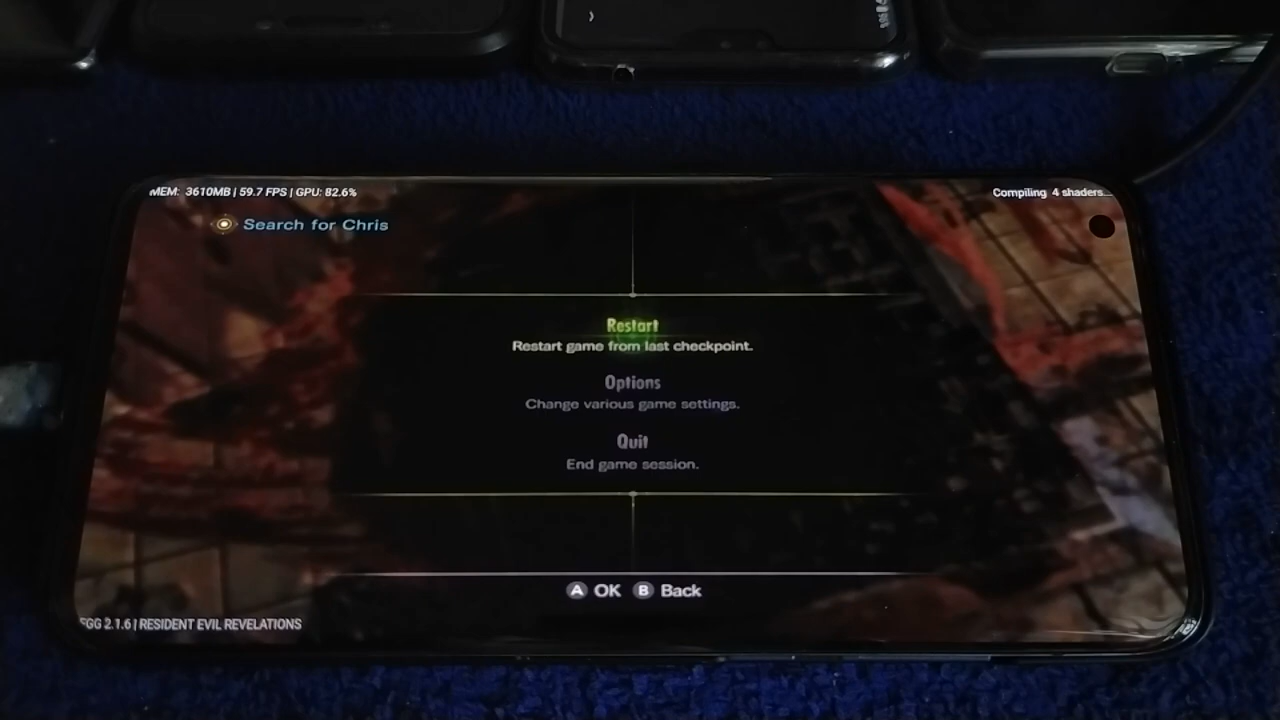 MEM: 3610MB | 59.7 FPS | GPU: 82.6%
Compiling 4 shaders...
Search for Chris
Restart
Restart game from last checkpoint.
Options
Change various game settings.
Quit
End game session.
A OK B Back
EGG 2.1.6 | RESIDENT EVIL REVELATIONS